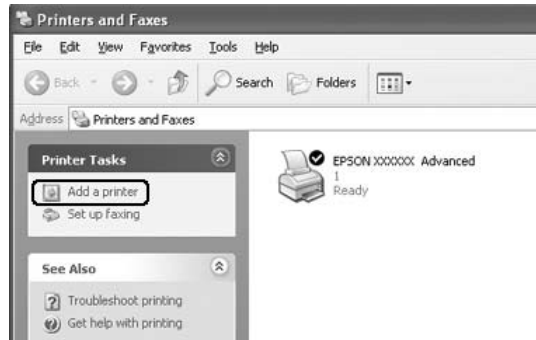 Printers and Faxes
File Edit View Favorites Tools Help
Back Search Folders
Address Printers and Faxes
Printer Tasks
Add a printer
Set up faxing
See Also
Troubleshoot printing
Get help with printing
EPSON XXXXXX Advanced
1
Ready